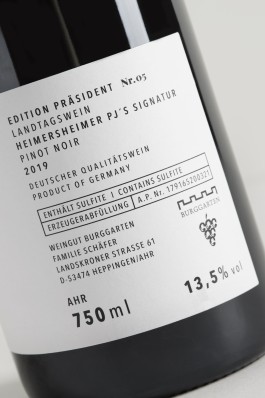 EDITION PRÄSIDENT Nr.05
LANDTAGSWEIN
HEIMERSHEIMER PJ´S SIGNATUR
PINOT NOIR
2019
DEUTSCHER QUALITÄTSWEIN
PRODUCT OF GERMANY
ENTHÄLT SULFITE | CONTAINS SULFITE
ERZEUGERABFÜLLUNG | A.P.Nr. 179165200321
WEINGUT BURGGARTEN
FAMILIE SCHÄFER
LANDSKRONER STRASSE 61
D-53474 HEPPINGEN/AHR
BURGGARTEN
AHR
750 ml
13,5% vol